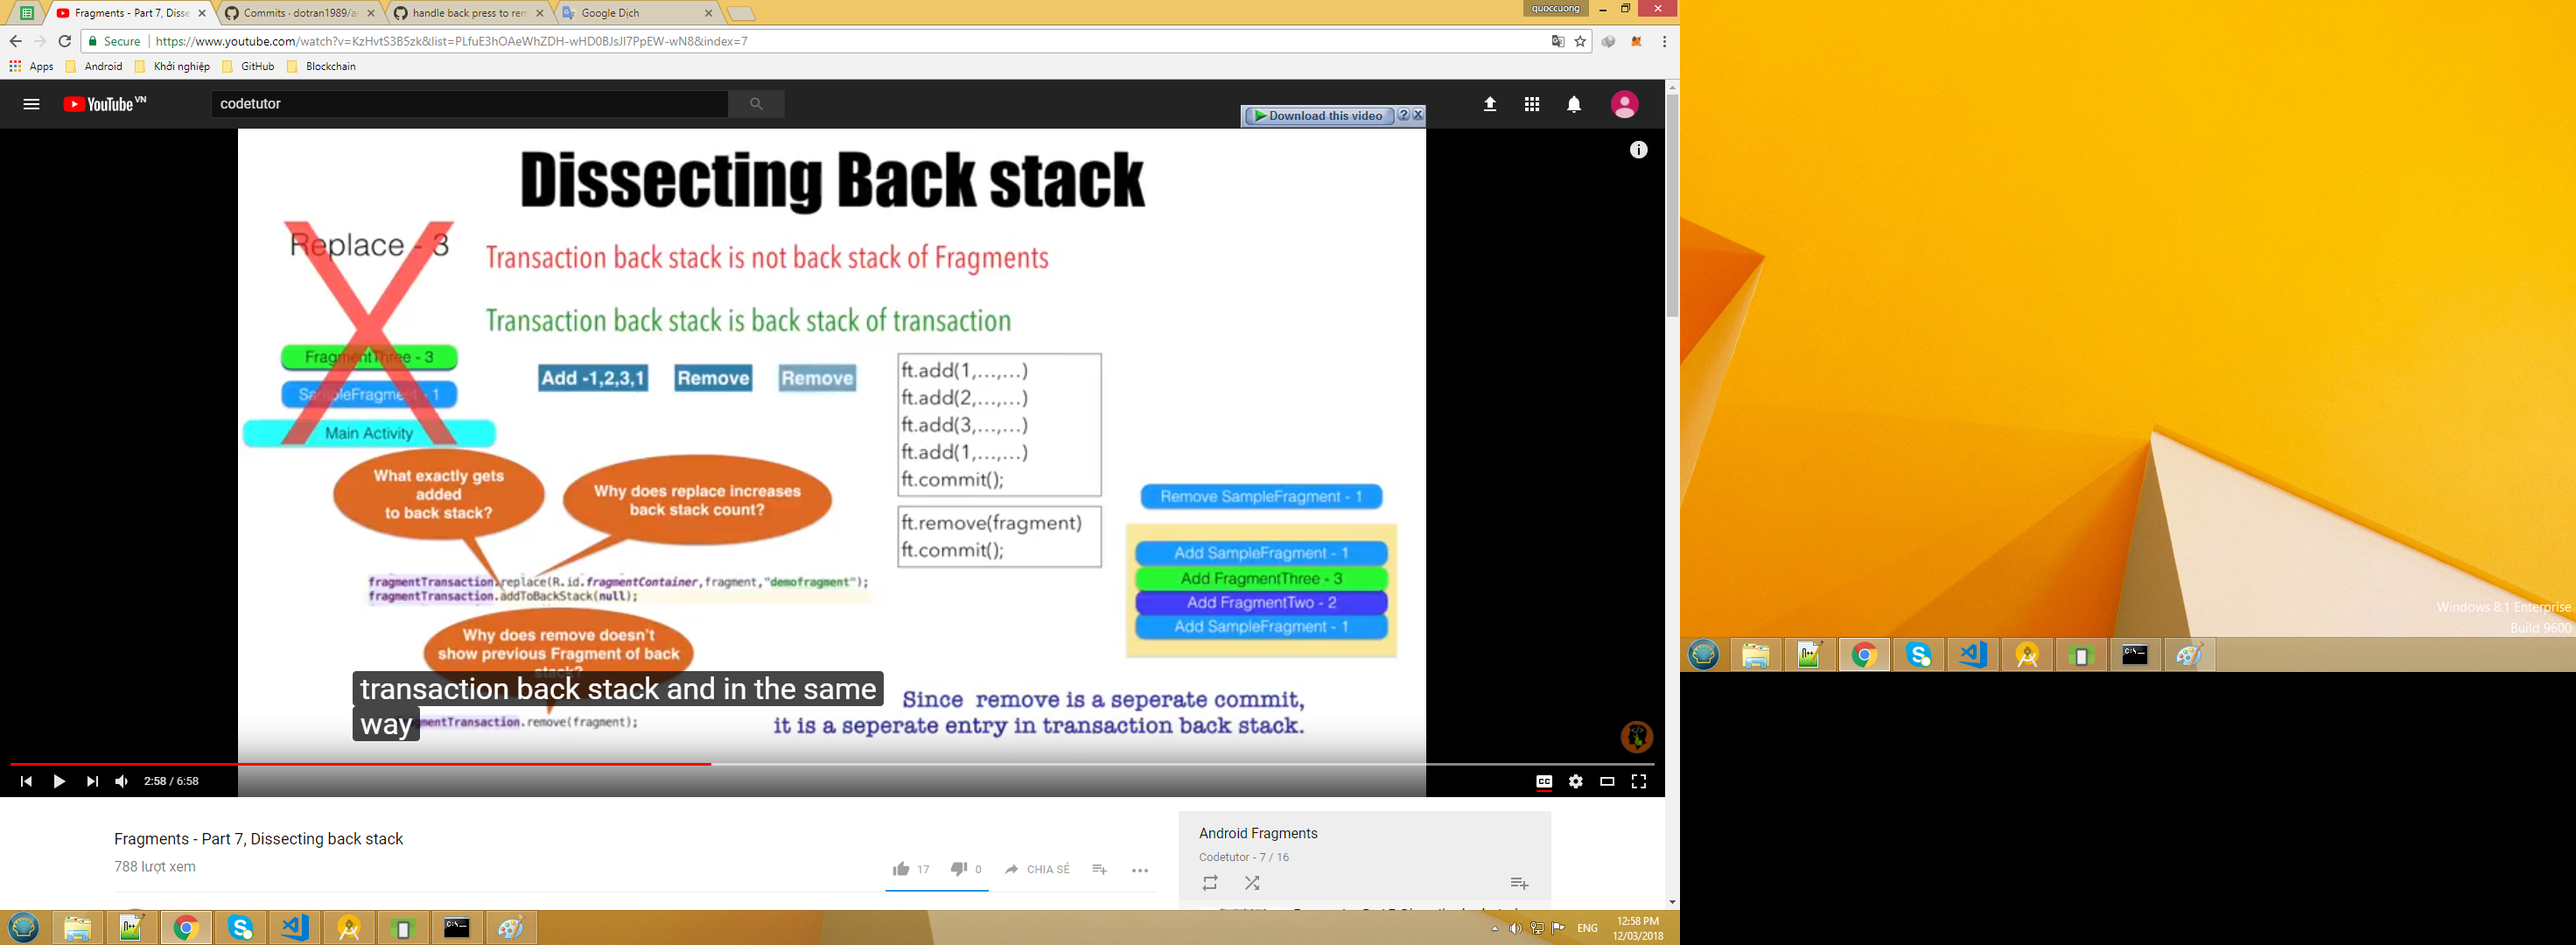 Fragments - Part 7, Disse
Commits · dotran1989/a
handle back press to rem
Google Dịch
quoccuong
Secure
https://www.youtube.com/watch?v=KzHvtS3B5zk&list=PLfuE3hOAeWhZDH-wHD0BJsJI7PpEW-wN8&index=7
Apps
Android
Khởi nghiệp
GitHub
Blockchain
YouTube VN
codetutor
Download this video
Dissecting Back stack
Replace - 3
Transaction back stack is not back stack of Fragments
Transaction back stack is back stack of transaction
FragmentThree - 3
SampleFragment - 1
Main Activity
Add -1,2,3,1
Remove
Remove
ft.add(1,...,...)
ft.add(2,...,...)
ft.add(3,...,...)
ft.add(1,...,...)
ft.commit();
ft.remove(fragment)
ft.commit();
What exactly gets
added
to back stack?
Why does replace increases
back stack count?
Remove SampleFragment - 1
Add SampleFragment - 1
Add FragmentThree - 3
Add FragmentTwo - 2
Add SampleFragment - 1
fragmentTransaction.replace(R.id.fragmentContainer,fragment,"demofragment");
fragmentTransaction.addToBackStack(null);
Why does remove doesn't
show previous Fragment of back
stack?
transaction back stack and in the same
way
mentTransaction.remove(fragment);
Since remove is a seperate commit,
it is a seperate entry in transaction back stack.
2:58 / 6:58
CC
Fragments - Part 7, Dissecting back stack
788 lượt xem
17
0
CHIA SẺ
Android Fragments
Codetutor - 7 / 16
ENG
12:58 PM
12/03/2018
Windows 8.1 Enterprise
Build 9600